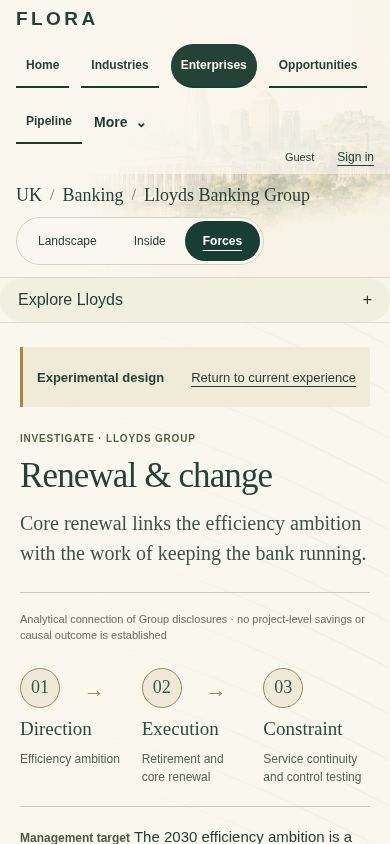 FLORA
Home Industries Enterprises Opportunities
Pipeline More
Guest Sign in
UK / Banking / Lloyds Banking Group
Landscape Inside Forces
Explore Lloyds +
Experimental design Return to current experience
INVESTIGATE · LLOYDS GROUP
Renewal & change
Core renewal links the efficiency ambition
with the work of keeping the bank running.
Analytical connection of Group disclosures · no project-level savings or
causal outcome is established
01 → 02 → 03
Direction Execution Constraint
Efficiency ambition Retirement and Service continuity
core renewal and control testing
Management target The 2030 efficiency ambition is a